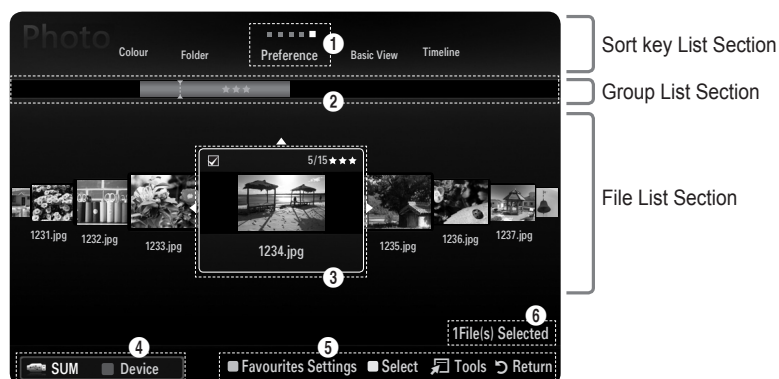 Photo
Colour Folder Preference Basic View Timeline
1
Sort key List Section
★★★
2
Group List Section
5/15★★★
1231.jpg 1232.jpg 1233.jpg 1234.jpg 1235.jpg 1236.jpg 1237.jpg
3
File List Section
6
1File(s) Selected
4
5
SUM Device Favourites Settings Select Tools Return